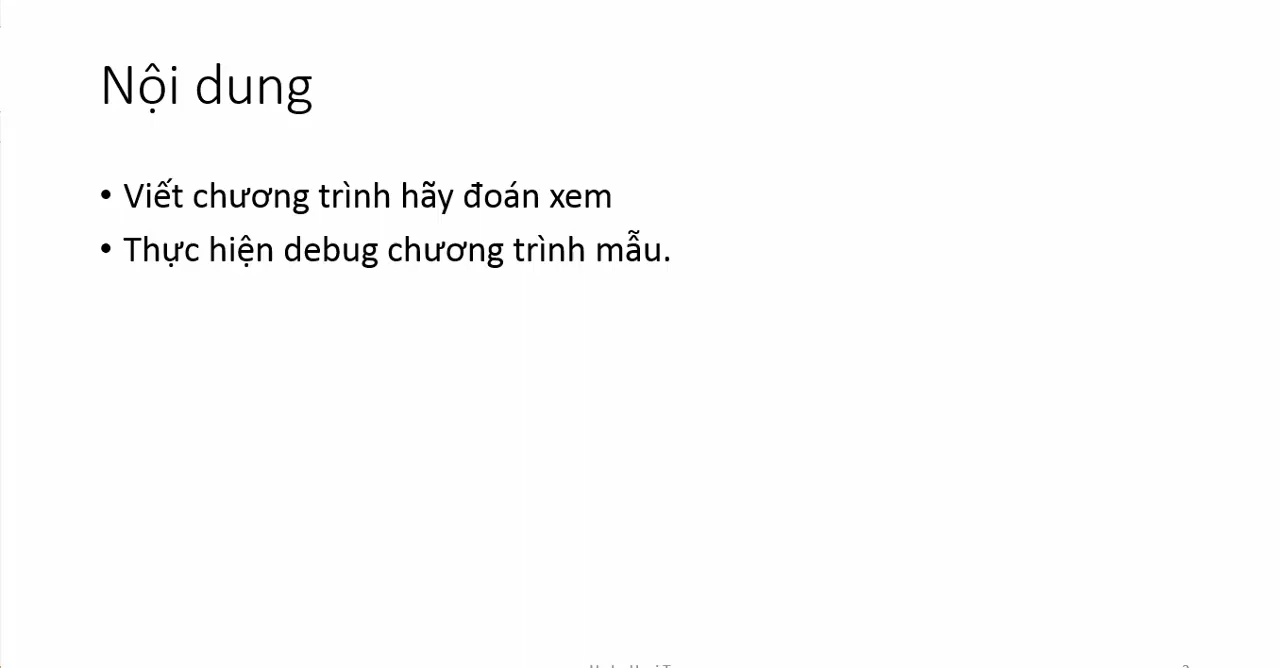 Nội dung
• Viết chương trình hãy đoán xem
• Thực hiện debug chương trình mẫu.